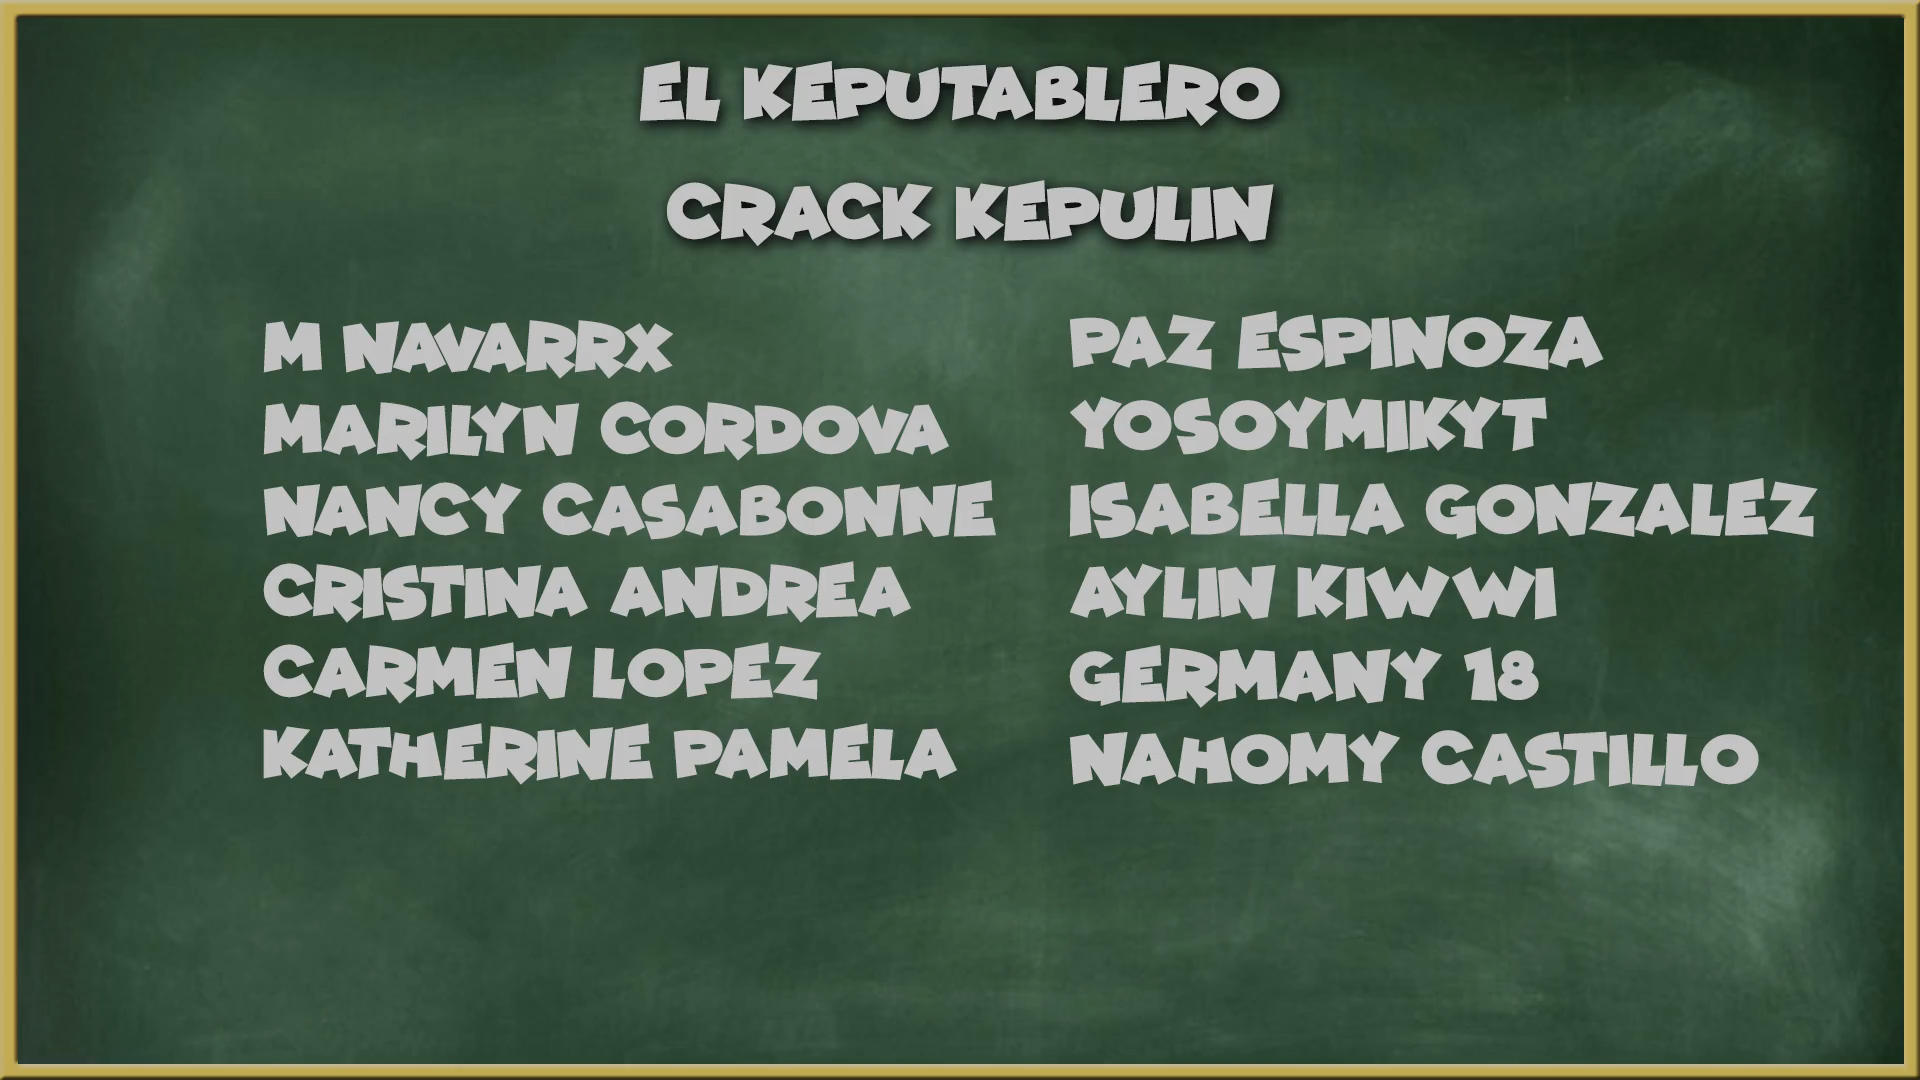 EL KEPUTABLERO
CRACK KEPULIN
M NAVARRX
MARILYN CORDOVA
NANCY CASABONNE
CRISTINA ANDREA
CARMEN LOPEZ
KATHERINE PAMELA
PAZ ESPINOZA
YOSOYMIKYT
ISABELLA GONZALEZ
AYLIN KIWWI
GERMANY 18
NAHOMY CASTILLO